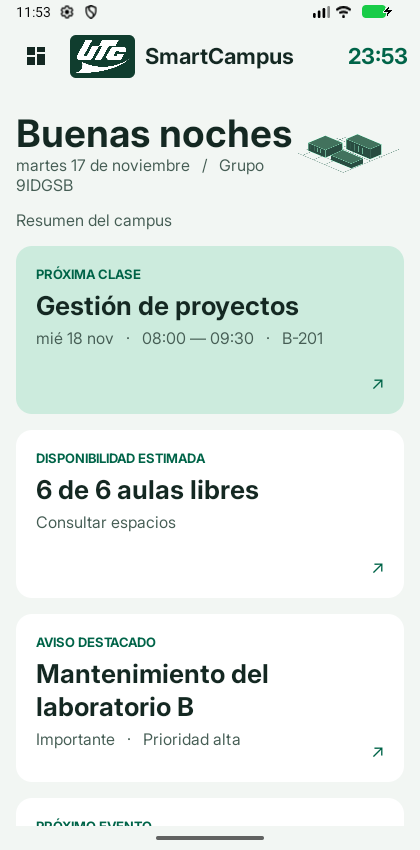 11:53
UTG SmartCampus 23:53
Buenas noches
martes 17 de noviembre / Grupo
9IDGSB
Resumen del campus
PRÓXIMA CLASE
Gestión de proyectos
mié 18 nov · 08:00 — 09:30 · B-201
DISPONIBILIDAD ESTIMADA
6 de 6 aulas libres
Consultar espacios
AVISO DESTACADO
Mantenimiento del
laboratorio B
Importante · Prioridad alta
PRÓXIMO EVENTO